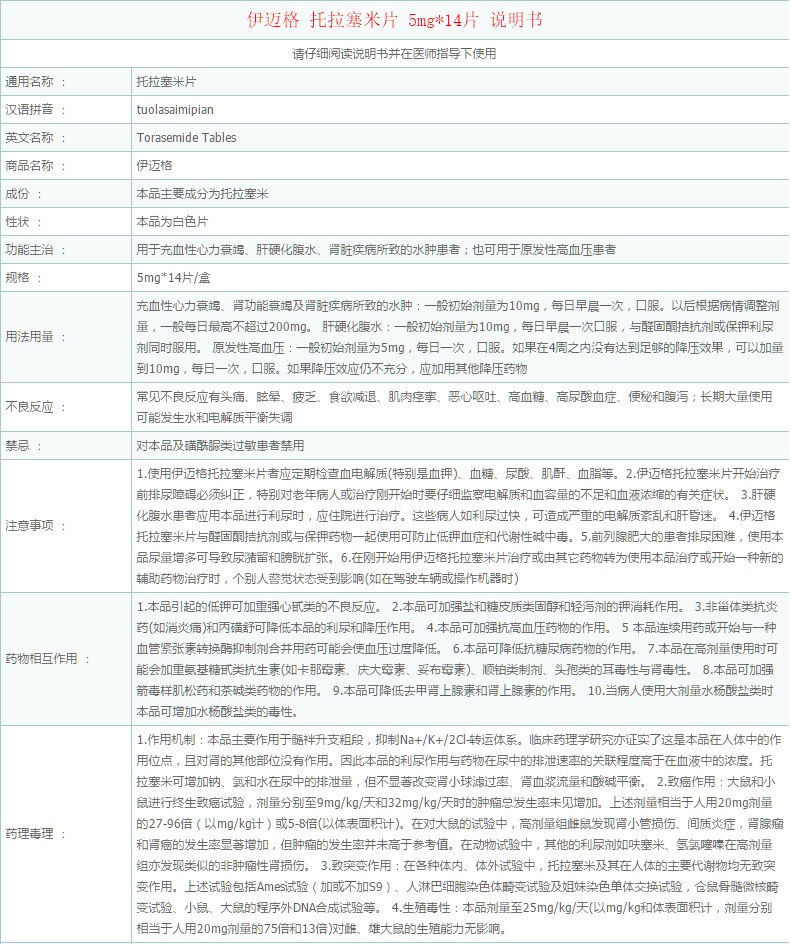 伊迈格 托拉塞米片 5mg*14片 说明书
请仔细阅读说明书并在医师指导下使用
通用名称 ： 托拉塞米片
汉语拼音 ： tuolasaimipian
英文名称 ： Torasemide Tables
商品名称 ： 伊迈格
成份 ： 本品主要成分为托拉塞米
性状 ： 本品为白色片
功能主治 ： 用于充血性心力衰竭、肝硬化腹水、肾脏疾病所致的水肿患者；也可用于原发性高血压患者
规格 ： 5mg*14片/盒
用法用量 ：
充血性心力衰竭、肾功能衰竭及肾脏疾病所致的水肿：一般初始剂量为10mg，每日早晨一次，口服。以后根据病情调整剂
量，一般每日最高不超过200mg。 肝硬化腹水：一般初始剂量为10mg，每日早晨一次口服，与醛固酮拮抗剂或保钾利尿
剂同时服用。 原发性高血压：一般初始剂量为5mg，每日一次，口服。如果在4周之内没有达到足够的降压效果，可以加量
到10mg，每日一次，口服。如果降压效应仍不充分，应加用其他降压药物
不良反应 ：
常见不良反应有头痛、眩晕、疲乏、食欲减退、肌肉痉挛、恶心呕吐、高血糖、高尿酸血症、便秘和腹泻；长期大量使用
可能发生水和电解质平衡失调
禁忌 ： 对本品及磺酰脲类过敏患者禁用
注意事项 ：
1.使用伊迈格托拉塞米片者应定期检查血电解质(特别是血钾)、血糖、尿酸、肌酐、血脂等。2.伊迈格托拉塞米片开始治疗
前排尿障碍必须纠正，特别对老年病人或治疗刚开始时要仔细监察电解质和血容量的不足和血液浓缩的有关症状。 3.肝硬
化腹水患者应用本品进行利尿时，应住院进行治疗。这些病人如利尿过快，可造成严重的电解质紊乱和肝昏迷。 4.伊迈格
托拉塞米片与醛固酮拮抗剂或与保钾药物一起使用可防止低钾血症和代谢性碱中毒。5.前列腺肥大的患者排尿困难，使用本
品尿量增多可导致尿潴留和膀胱扩张。6.在刚开始用伊迈格托拉塞米片治疗或由其它药物转为使用本品治疗或开始一种新的
辅助药物治疗时，个别人警觉状态受到影响(如在驾驶车辆或操作机器时)
药物相互作用 ：
1.本品引起的低钾可加重强心甙类的不良反应。 2.本品可加强盐和糖皮质类固醇和轻泻剂的钾消耗作用。 3.非甾体类抗炎
药(如消炎痛)和丙磺舒可降低本品的利尿和降压作用。 4.本品可加强抗高血压药物的作用。 5 本品连续用药或开始与一种
血管紧张素转换酶抑制剂合并用药可能会使血压过度降低。 6.本品可降低抗糖尿病药物的作用。 7.本品在高剂量使用时可
能会加重氨基糖甙类抗生素(如卡那霉素、庆大霉素、妥布霉素)、顺铂类制剂、头孢类的耳毒性与肾毒性。 8.本品可加强
箭毒样肌松药和茶碱类药物的作用。 9.本品可降低去甲肾上腺素和肾上腺素的作用。 10.当病人使用大剂量水杨酸盐类时
本品可增加水杨酸盐类的毒性。
药理毒理 ：
1.作用机制：本品主要作用于髓袢升支粗段，抑制Na+/K+/2Cl-转运体系。临床药理学研究亦证实了这是本品在人体中的作
用位点，且对肾的其他部位没有作用。因此本品的利尿作用与药物在尿中的排泄速率的关联程度高于在血液中的浓度。托
拉塞米可增加钠、氯和水在尿中的排泄量，但不显著改变肾小球滤过率、肾血浆流量和酸碱平衡。 2.致癌作用：大鼠和小
鼠进行终生致癌试验，剂量分别至9mg/kg/天和32mg/kg/天时的肿瘤总发生率未见增加。上述剂量相当于人用20mg剂量
的27-96倍（以mg/kg计）或5-8倍(以体表面积计)。在对大鼠的试验中，高剂量组雌鼠发现肾小管损伤、间质炎症，肾腺瘤
和肾癌的发生率显著增加，但肿瘤的发生率并未高于参考值。在动物试验中，其他的利尿剂如呋塞米、氢氯噻嗪在高剂量
组亦发现类似的非肿瘤性肾损伤。 3.致突变作用：在各种体内、体外试验中，托拉塞米及其在人体的主要代谢物均无致突
变作用。上述试验包括Ames试验（加或不加S9）、人淋巴细胞染色体畸变试验及姐妹染色单体交换试验，仓鼠骨髓微核畸
变试验、小鼠、大鼠的程序外DNA合成试验等。 4.生殖毒性：本品剂量至25mg/kg/天(以mg/kg和体表面积计，剂量分别
相当于人用20mg剂量的75倍和13倍)对雌、雄大鼠的生殖能力无影响。